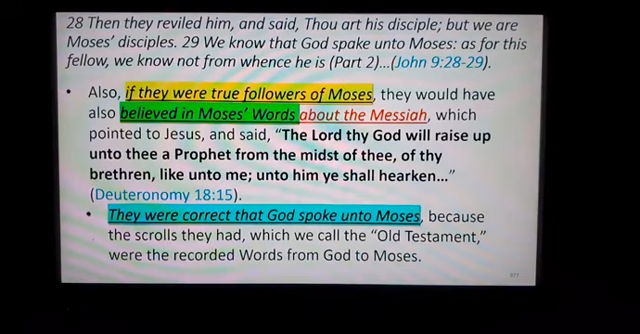 28 Then they reviled him, and said, Thou art his disciple; but we are
Moses' disciples. 29 We know that God spake unto Moses: as for this
fellow, we know not from whence he is (Part 2)...(John 9:28-29).
• Also, if they were true followers of Moses, they would have
also believed in Moses' Words about the Messiah, which
pointed to Jesus, and said, “The Lord thy God will raise up
unto thee a Prophet from the midst of thee, of thy
brethren, like unto me; unto him ye shall hearken...”
(Deuteronomy 18:15).
• They were correct that God spoke unto Moses, because
the scrolls they had, which we call the “Old Testament,”
were the recorded Words from God to Moses.